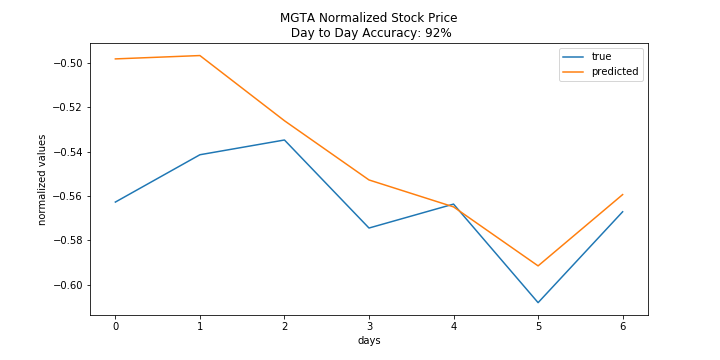 MGTA Normalized Stock Price
Day to Day Accuracy: 92%
true
predicted
normalized values
−0.50
−0.52
−0.54
−0.56
−0.58
−0.60
0 1 2 3 4 5 6
days